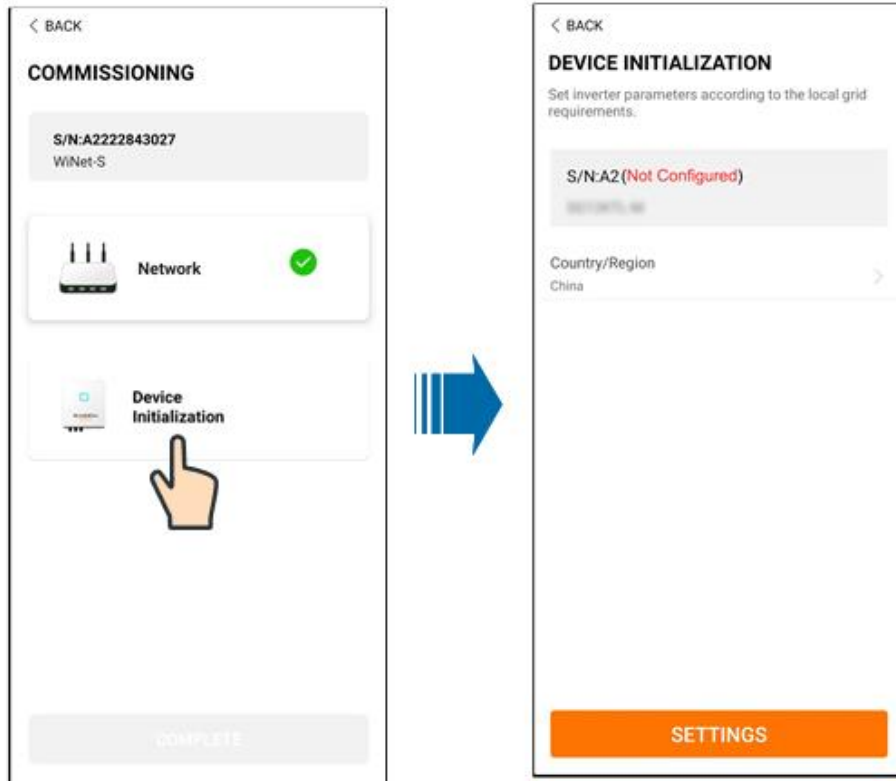 < BACK
COMMISSIONING
S/N:A2222843027
WiNet-S
Network
Device
Initialization
COMPLETE
< BACK
DEVICE INITIALIZATION
Set inverter parameters according to the local grid
requirements.
S/N:A2(Not Configured)
Country/Region
China
SETTINGS